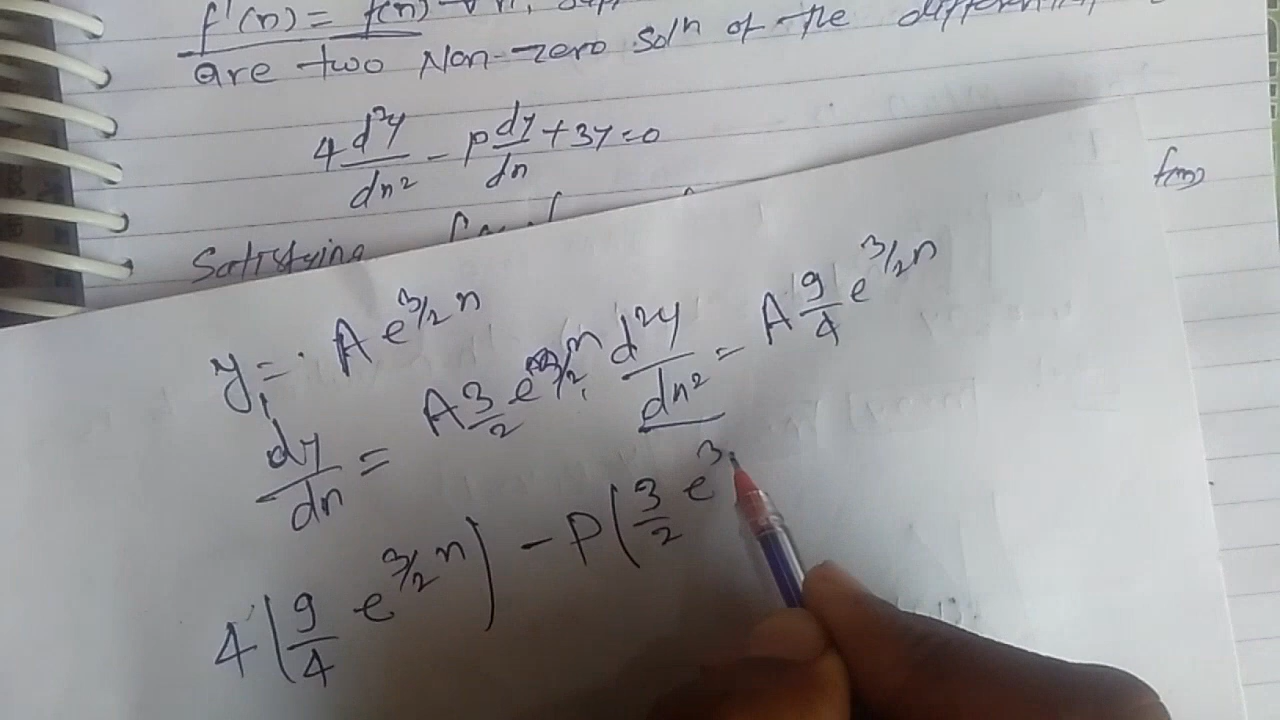 f'(n) = f(n)
are two Non-zero Solⁿ of the
4 d²y/dn² - P dy/dn + 3y = 0
Satisfying
f(n)
y₁ = A e^{3/2 n}
dy/dn = A 3/2 e^{3/2 n}, d²y/dn² = A 9/4 e^{3/2 n}
4(9/4 e^{3/2 n}) - P(3/2 e^3